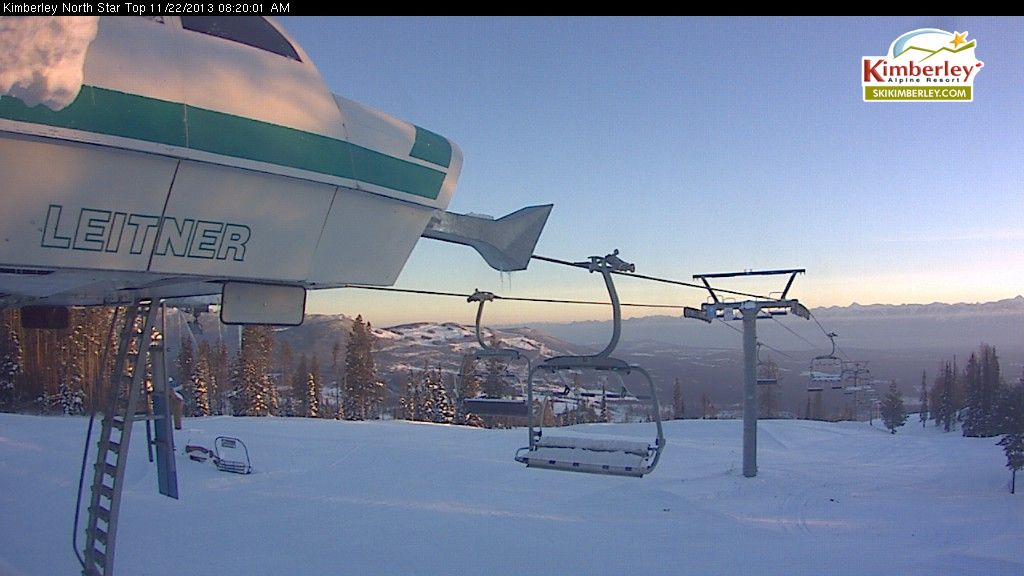 Kimberley North Star Top 11/22/2013 08:20:01 AM
Kimberley
Alpine Resort
SKIKIMBERLEY.COM
LEITNER